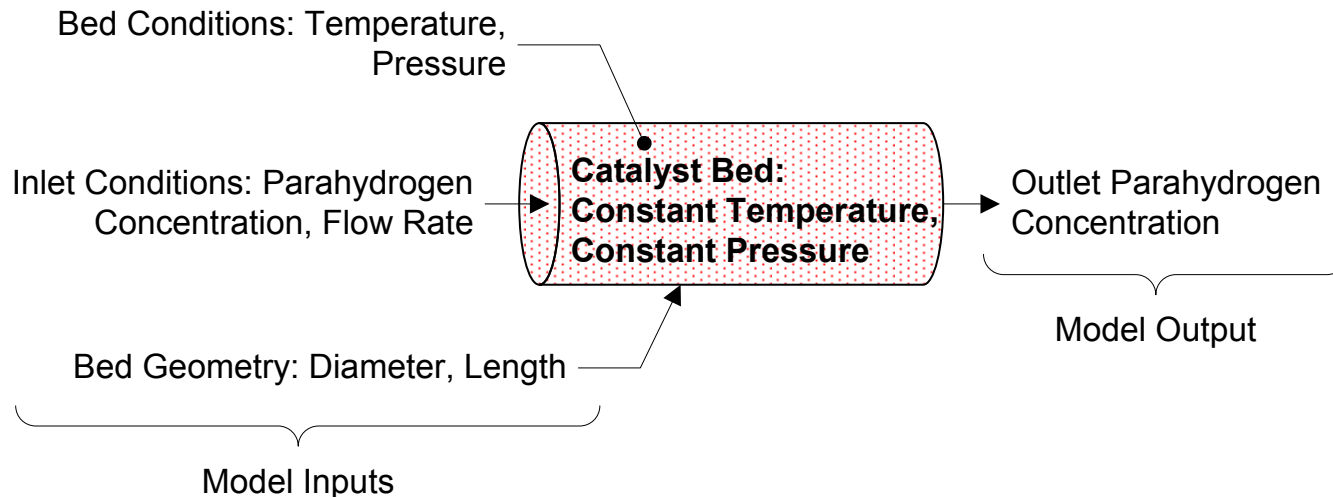 Bed Conditions: Temperature,
Pressure
Inlet Conditions: Parahydrogen
Concentration, Flow Rate
Catalyst Bed:
Constant Temperature,
Constant Pressure
Outlet Parahydrogen
Concentration
Model Output
Bed Geometry: Diameter, Length
Model Inputs